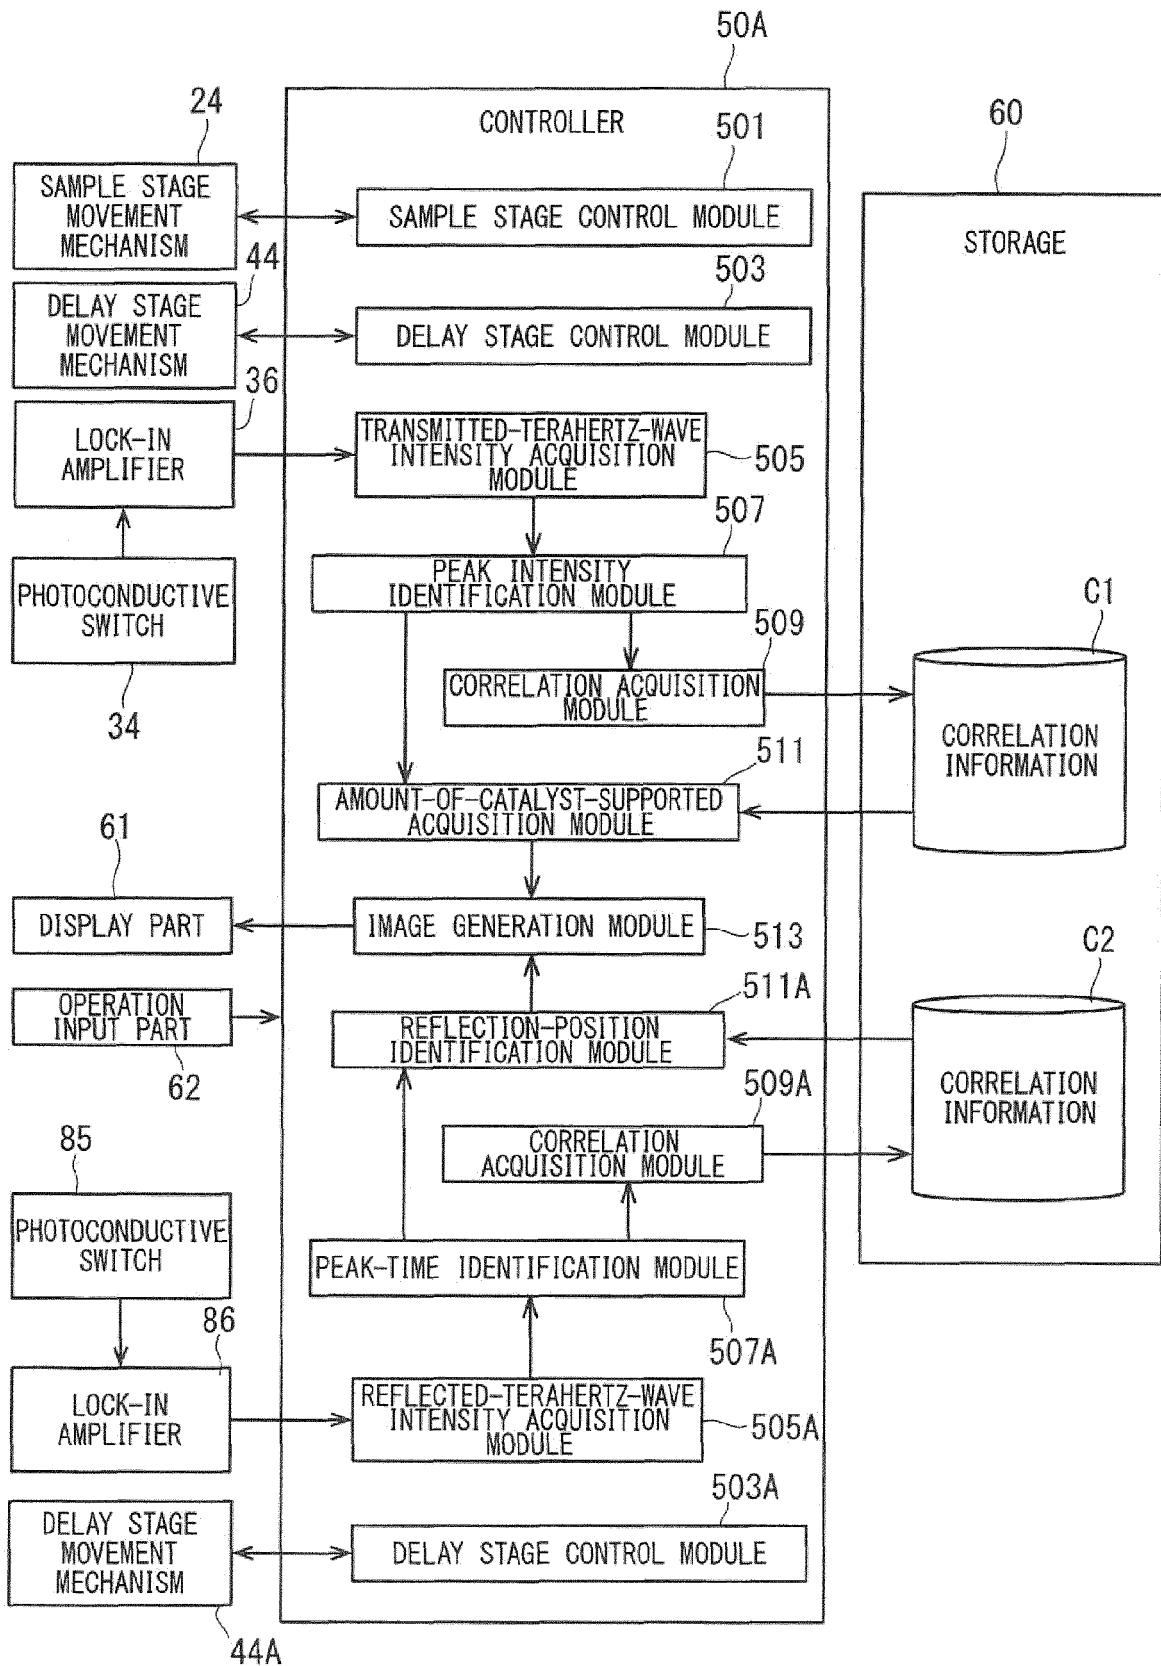 50A
CONTROLLER
24
SAMPLE STAGE
MOVEMENT
MECHANISM
501
SAMPLE STAGE CONTROL MODULE
60
STORAGE
44
DELAY STAGE
MOVEMENT
MECHANISM
503
DELAY STAGE CONTROL MODULE
36
LOCK-IN
AMPLIFIER
TRANSMITTED-TERAHERTZ-WAVE
INTENSITY ACQUISITION
MODULE
505
PHOTOCONDUCTIVE
SWITCH
34
507
PEAK INTENSITY
IDENTIFICATION MODULE
509
CORRELATION ACQUISITION
MODULE
C1
CORRELATION
INFORMATION
511
AMOUNT-OF-CATALYST-SUPPORTED
ACQUISITION MODULE
61
DISPLAY PART
IMAGE GENERATION MODULE
513
OPERATION
INPUT PART
62
511A
REFLECTION-POSITION
IDENTIFICATION MODULE
C2
CORRELATION
INFORMATION
509A
CORRELATION
ACQUISITION MODULE
85
PHOTOCONDUCTIVE
SWITCH
PEAK-TIME IDENTIFICATION MODULE
507A
86
LOCK-IN
AMPLIFIER
REFLECTED-TERAHERTZ-WAVE
INTENSITY ACQUISITION
MODULE
505A
503A
DELAY STAGE
MOVEMENT
MECHANISM
DELAY STAGE CONTROL MODULE
44A